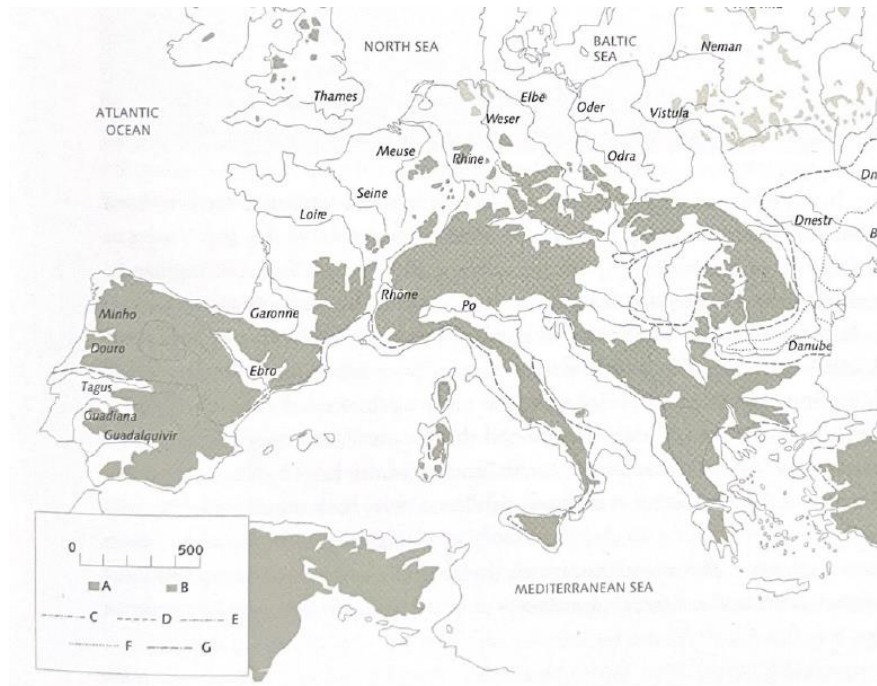 NORTH SEA
BALTIC
SEA
Neman
ATLANTIC
OCEAN
Thames
Elbe
Weser
Oder
Vistula
Meuse
Rhine
Odra
Seine
Loire
Dnestr
Rhône
Po
Garonne
Minho
Douro
Danube
Ebro
Tagus
Guadiana
Guadalquivir
0 500
A B
C D E
F G
MEDITERRANEAN SEA